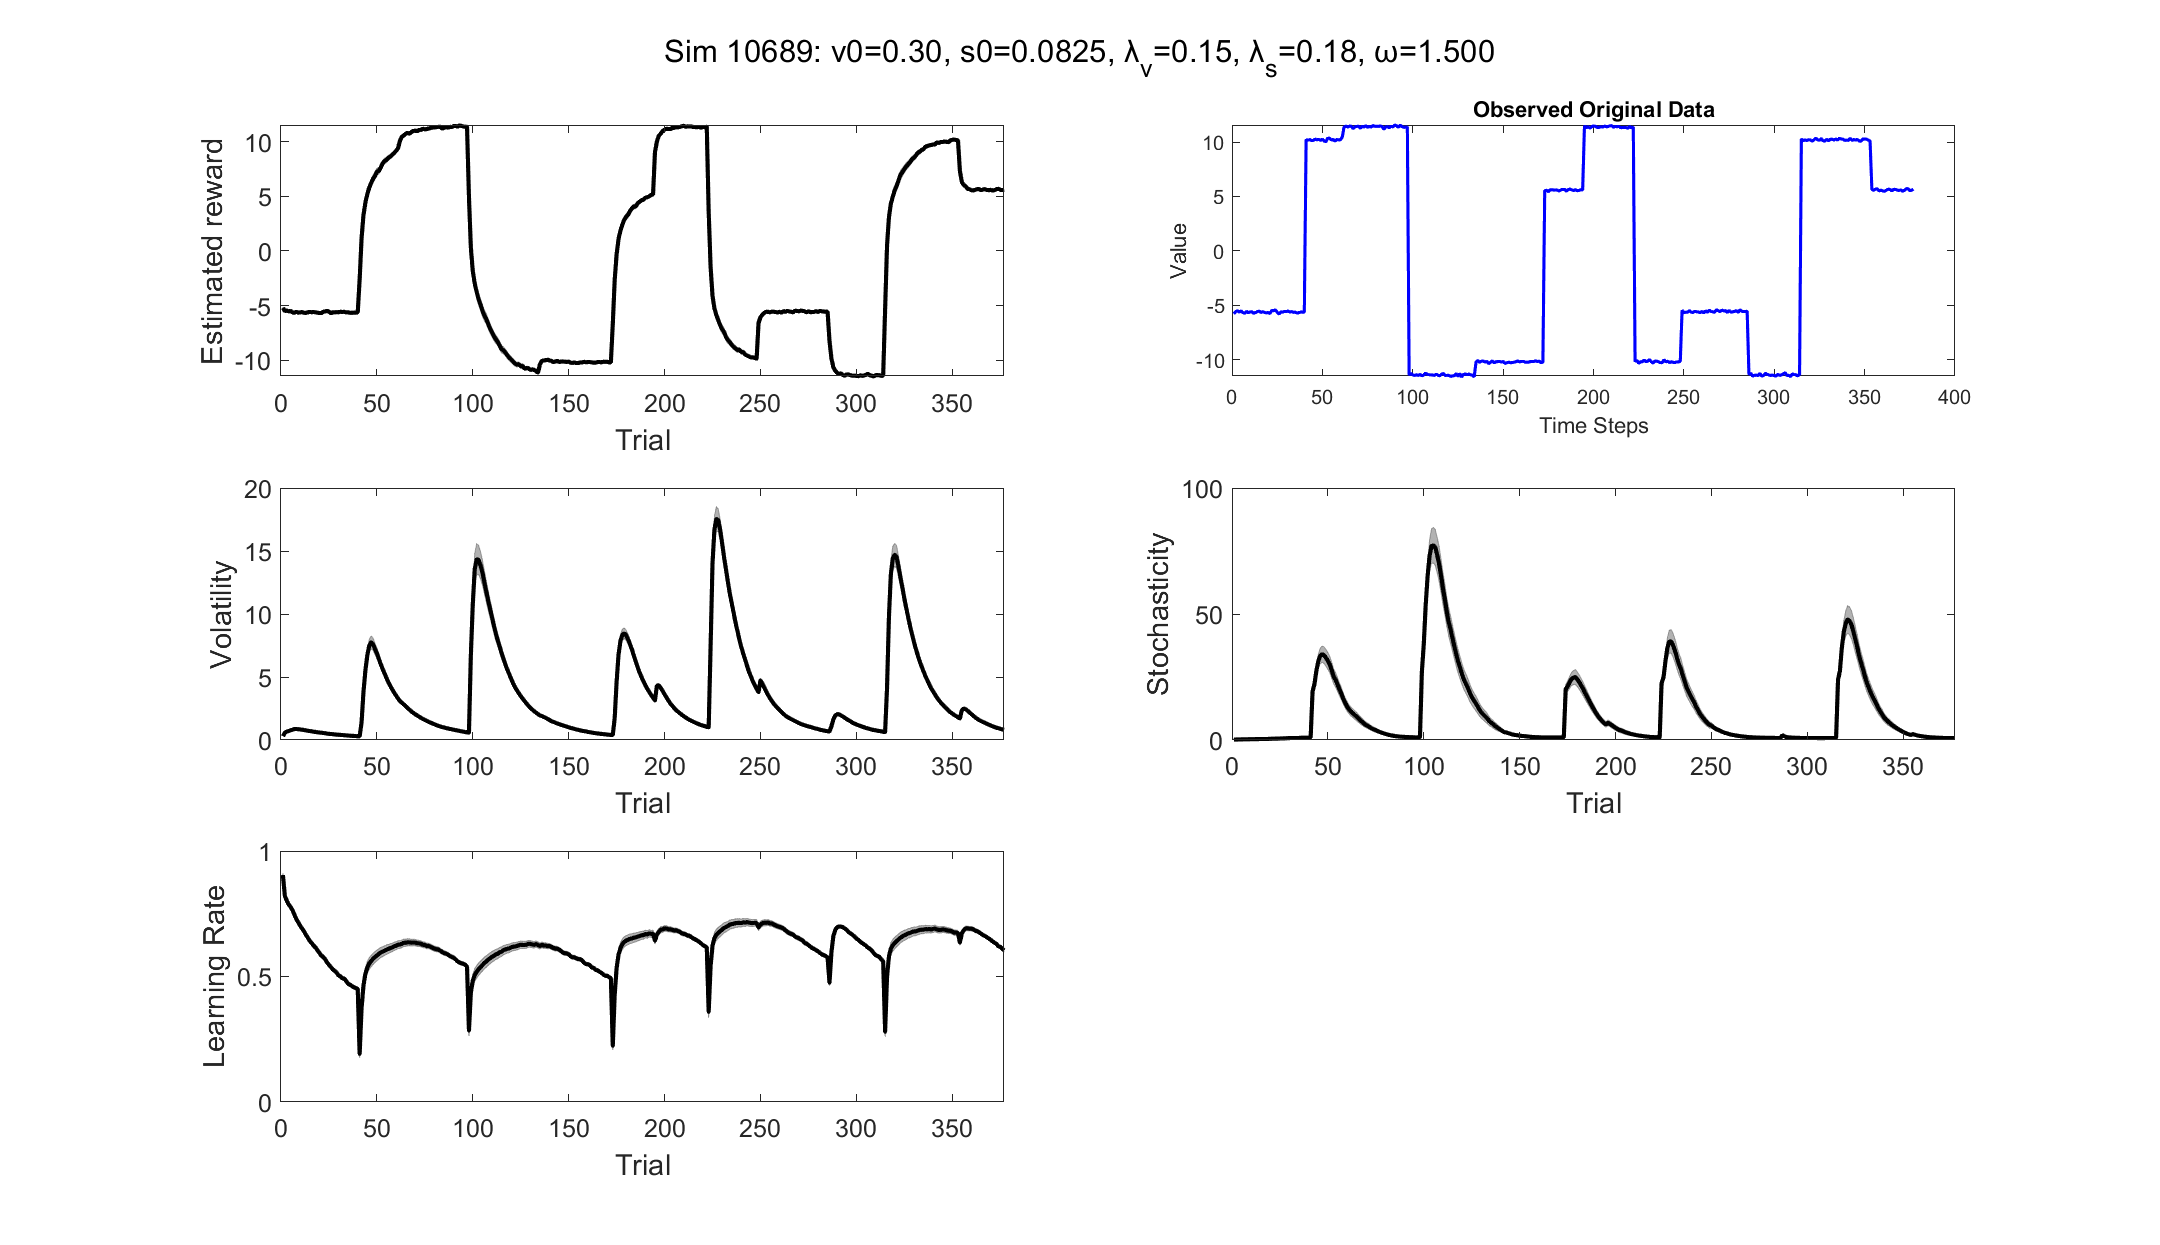 Sim 10689: v0=0.30, s0=0.0825, λv=0.15, λs=0.18, ω=1.500
Estimated reward
10
5
0
-5
-10
0 50 100 150 200 250 300 350
Trial
Observed Original Data
Value
10
5
0
-5
-10
0 50 100 150 200 250 300 350 400
Time Steps
Volatility
20
15
10
5
0
0 50 100 150 200 250 300 350
Trial
Stochasticity
100
50
0
0 50 100 150 200 250 300 350
Trial
Learning Rate
1
0.5
0
0 50 100 150 200 250 300 350
Trial